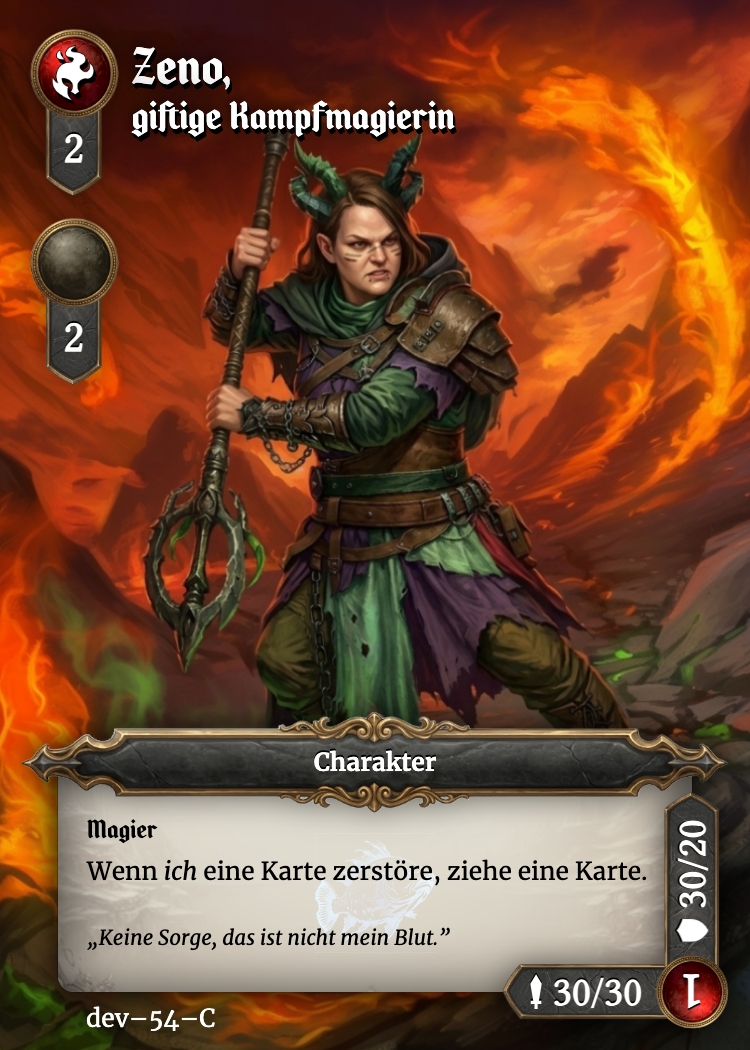 Zeno,
giftige Kampfmagierin
2
2
Charakter
Magier
Wenn ich eine Karte zerstöre, ziehe eine Karte.
„Keine Sorge, das ist nicht mein Blut.”
30/20
30/30
1
dev–54–C